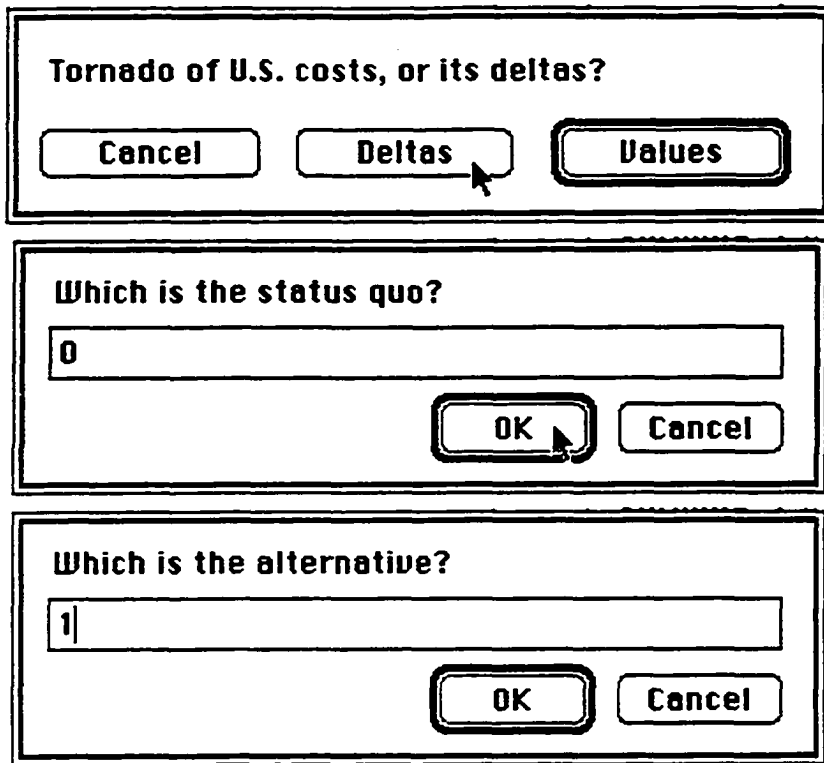 Tornado of U.S. costs, or its deltas?
Cancel Deltas Values
Which is the status quo?
0
OK Cancel
Which is the alternative?
1
OK Cancel